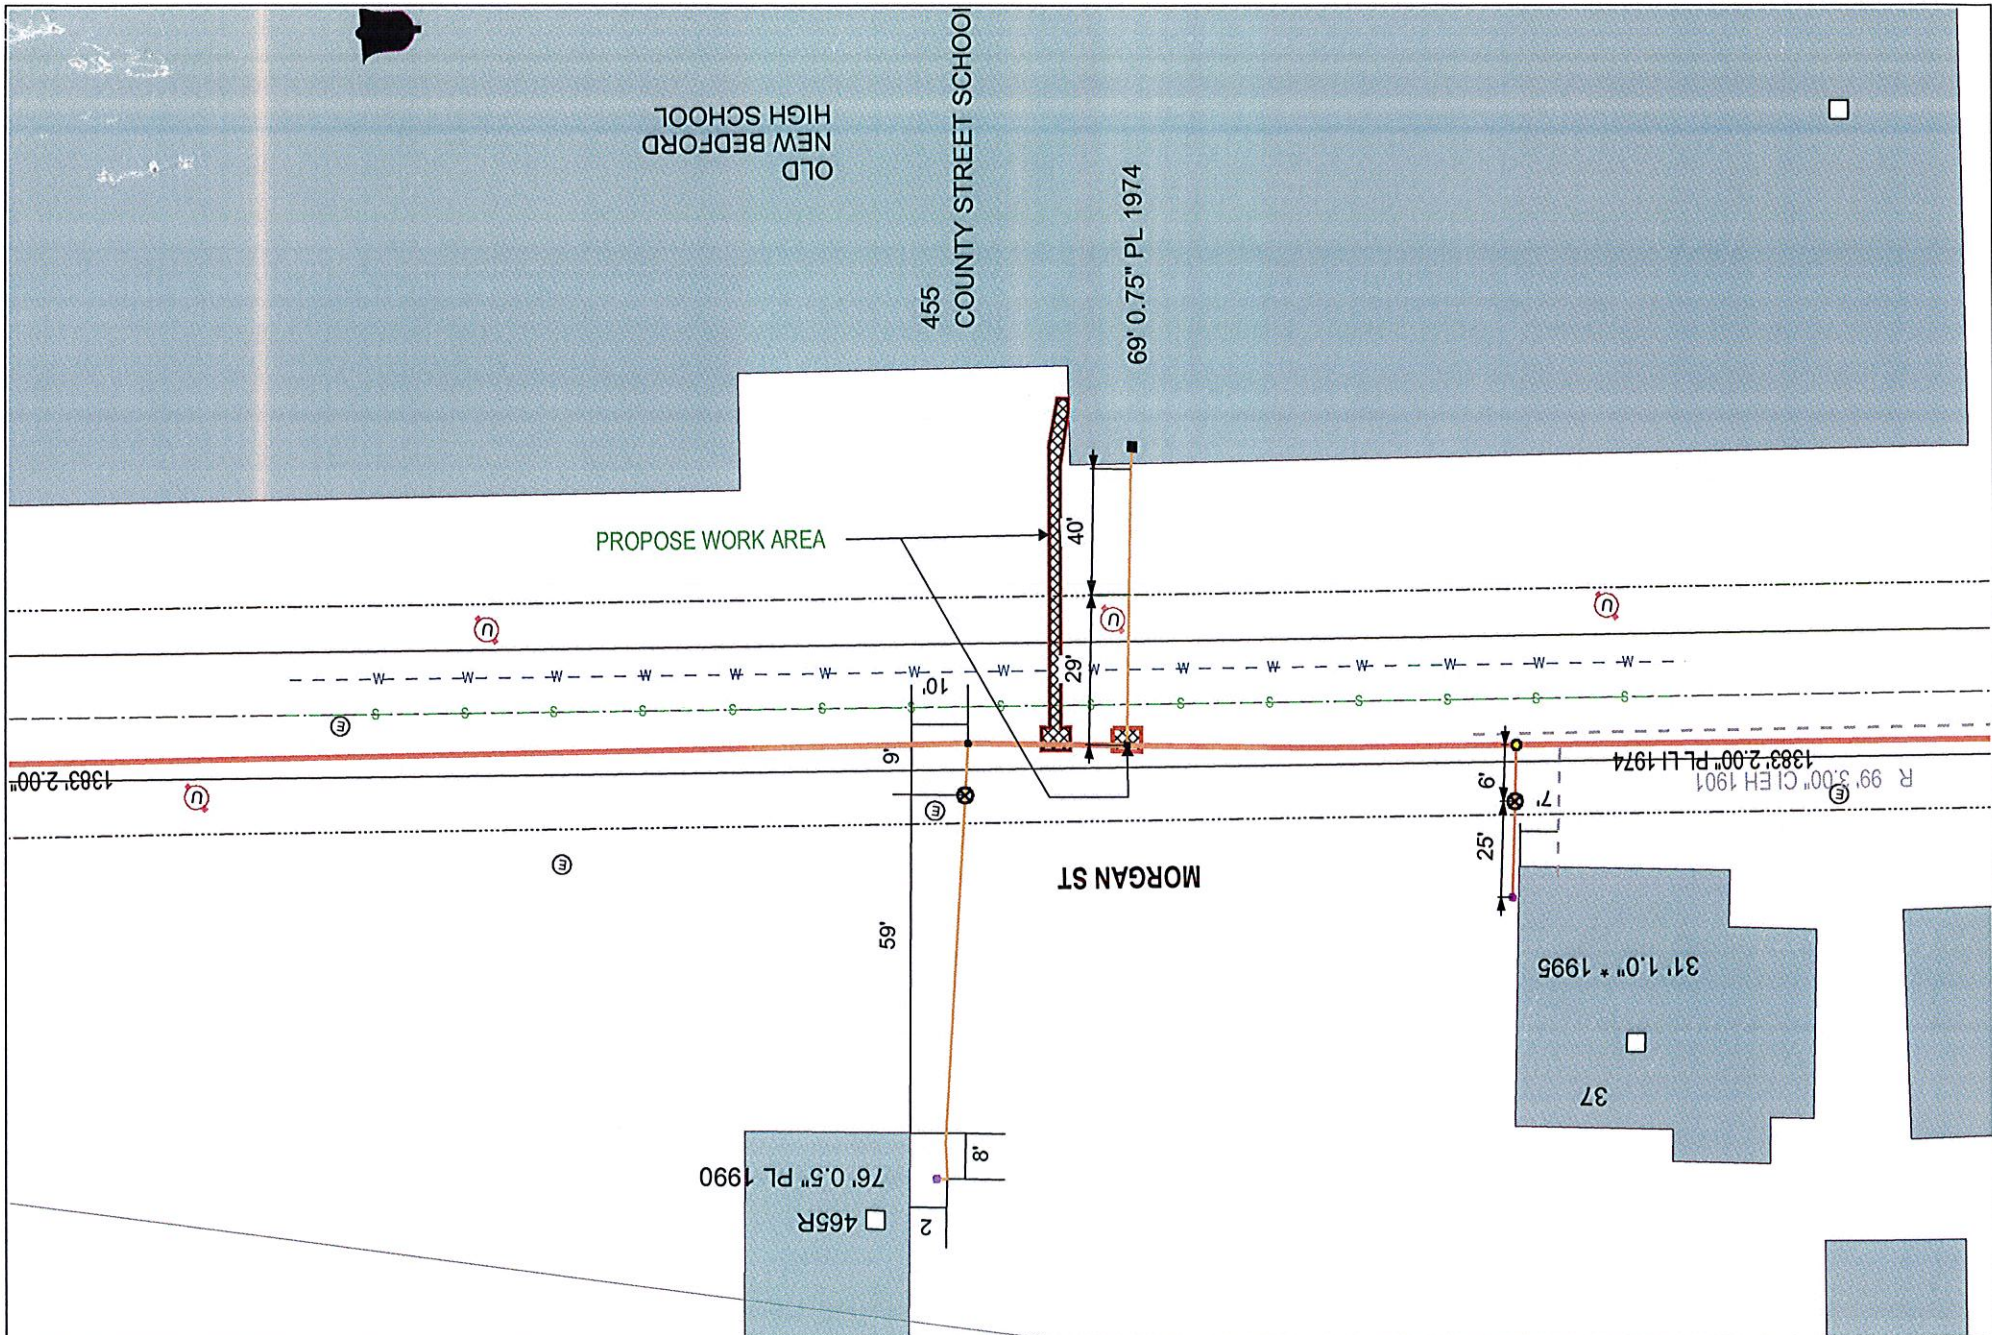 OLD
NEW BEDFORD
HIGH SCHOOL
455
COUNTY STREET SCHOOL
69' 0.75" PL 1974
PROPOSE WORK AREA
40'
29'
U
U
U
U
W W W W W W W W W W W W W W W
S S S S S S S S S S S S S S S
10'
9'
59'
E
E
E
E
1383' 2.00"
1383' 2.00" PL LI 1974
R 99' 3.00" CI EH 1901
6'
7'
25'
MORGAN ST
31' 1.0" * 1995
37
8'
76' 0.5" PL 1990
465R
2